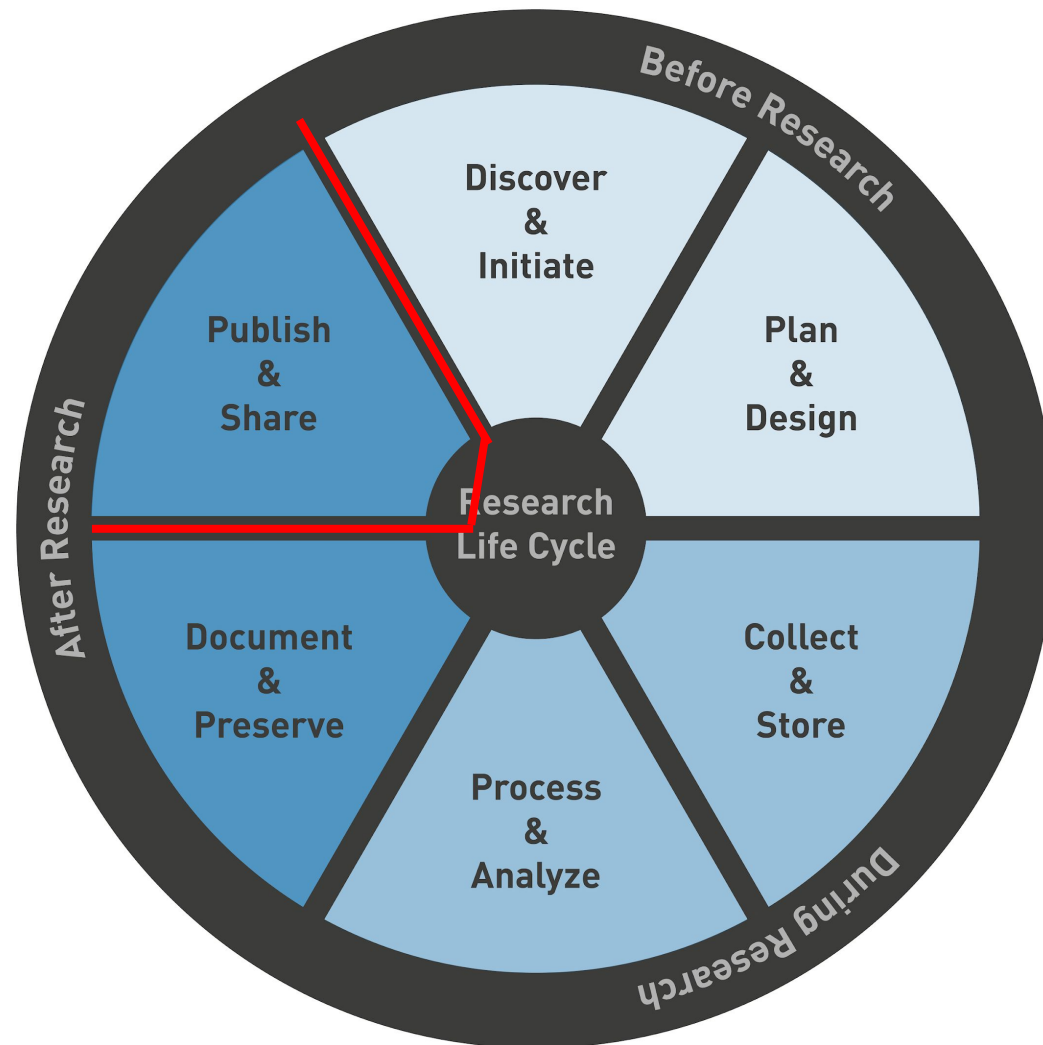 Before Research
Discover
&
Initiate
Plan
&
Design
Publish
&
Share
After Research
Research
Life Cycle
Document
&
Preserve
Collect
&
Store
Process
&
Analyze
During Research